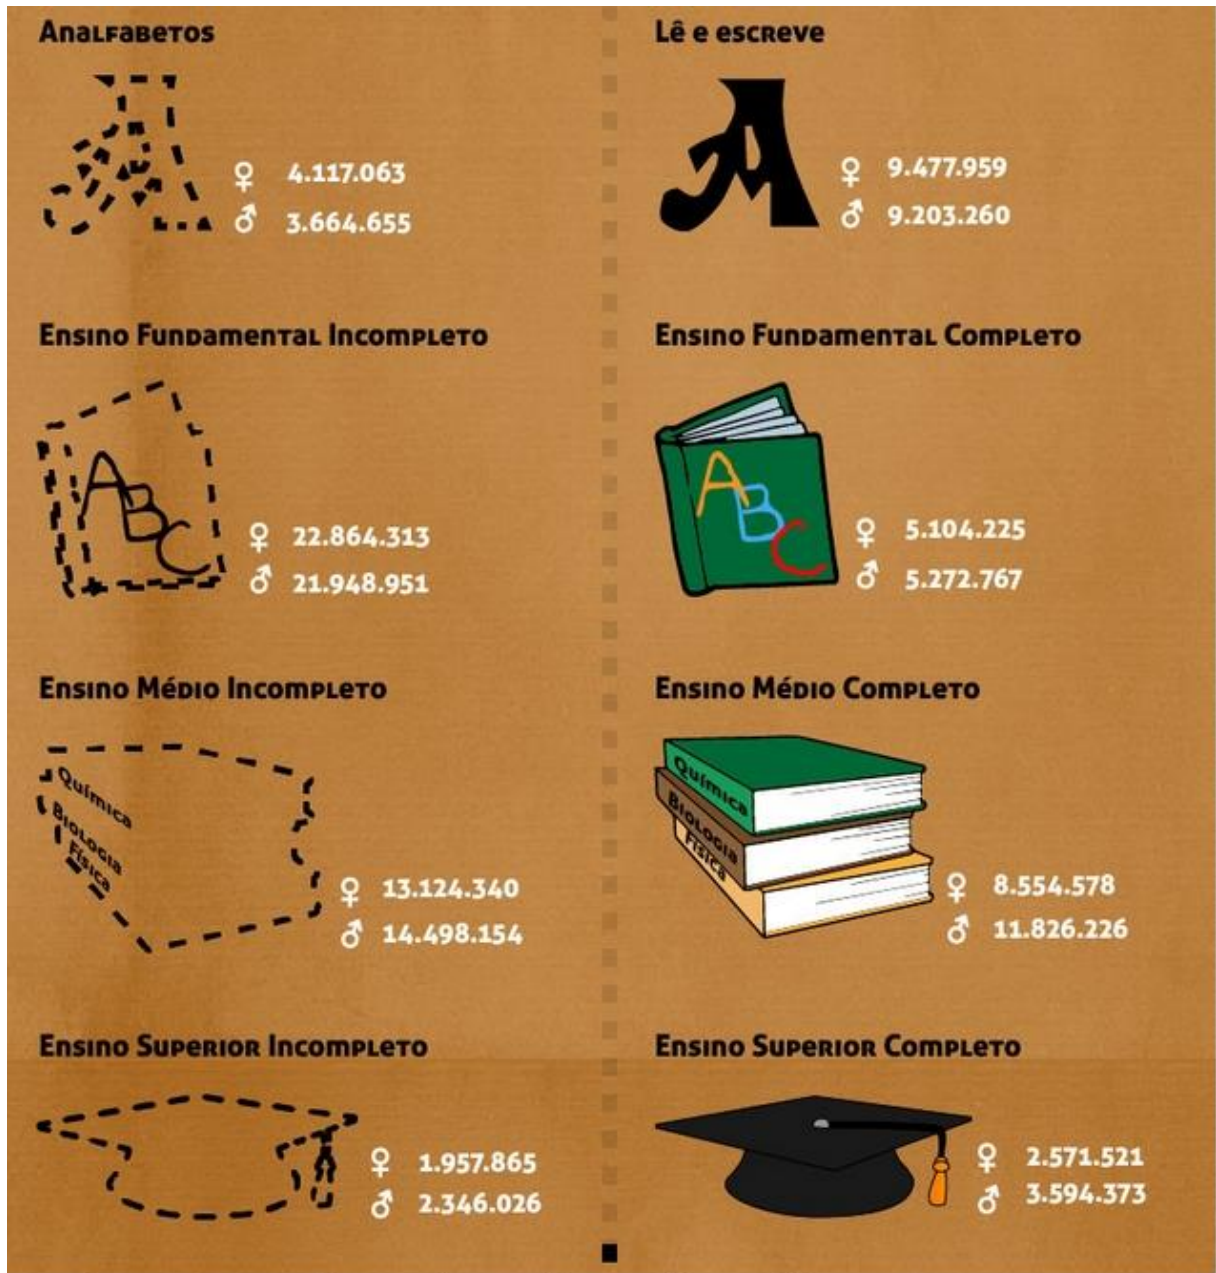 Analfabetos
♀ 4.117.063
♂ 3.664.655
Lê e escreve
♀ 9.477.959
♂ 9.203.260
Ensino Fundamental Incompleto
A
B
C
♀ 22.864.313
♂ 21.948.951
Ensino Fundamental Completo
A
B
C
♀ 5.104.225
♂ 5.272.767
Ensino Médio Incompleto
Química
Biologia
Física
♀ 13.124.340
♂ 14.498.154
Ensino Médio Completo
Química
Biologia
Física
♀ 8.554.578
♂ 11.826.226
Ensino Superior Incompleto
♀ 1.957.865
♂ 2.346.026
Ensino Superior Completo
♀ 2.571.521
♂ 3.594.373